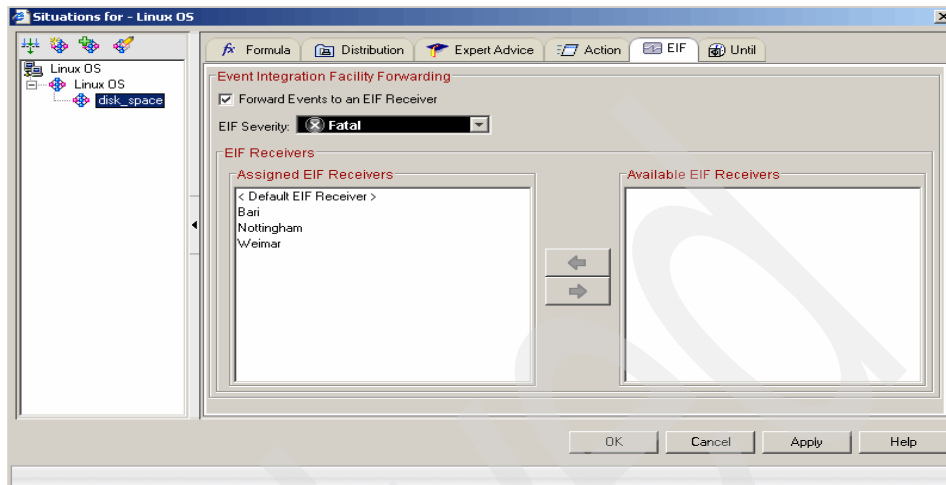 Situations for - Linux OS
Linux OS
Linux OS
disk_space
fx Formula
Distribution
Expert Advice
Action
EIF
Until
Event Integration Facility Forwarding
Forward Events to an EIF Receiver
EIF Severity: Fatal
EIF Receivers
Assigned EIF Receivers
Available EIF Receivers
< Default EIF Receiver >
Bari
Nottingham
Weimar
OK
Cancel
Apply
Help